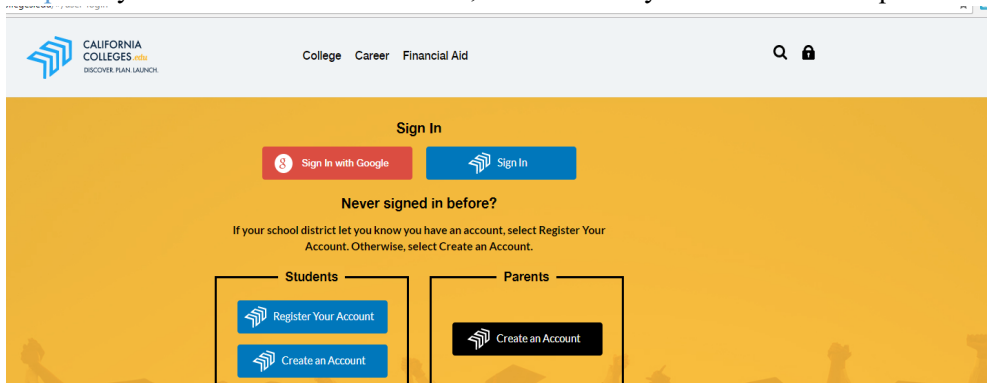 CALIFORNIA
COLLEGES.edu
DISCOVER. PLAN. LAUNCH.
College Career Financial Aid
Sign In
8 Sign In with Google
Sign In
Never signed in before?
If your school district let you know you have an account, select Register Your
Account. Otherwise, select Create an Account.
Students
Parents
Register Your Account
Create an Account
Create an Account